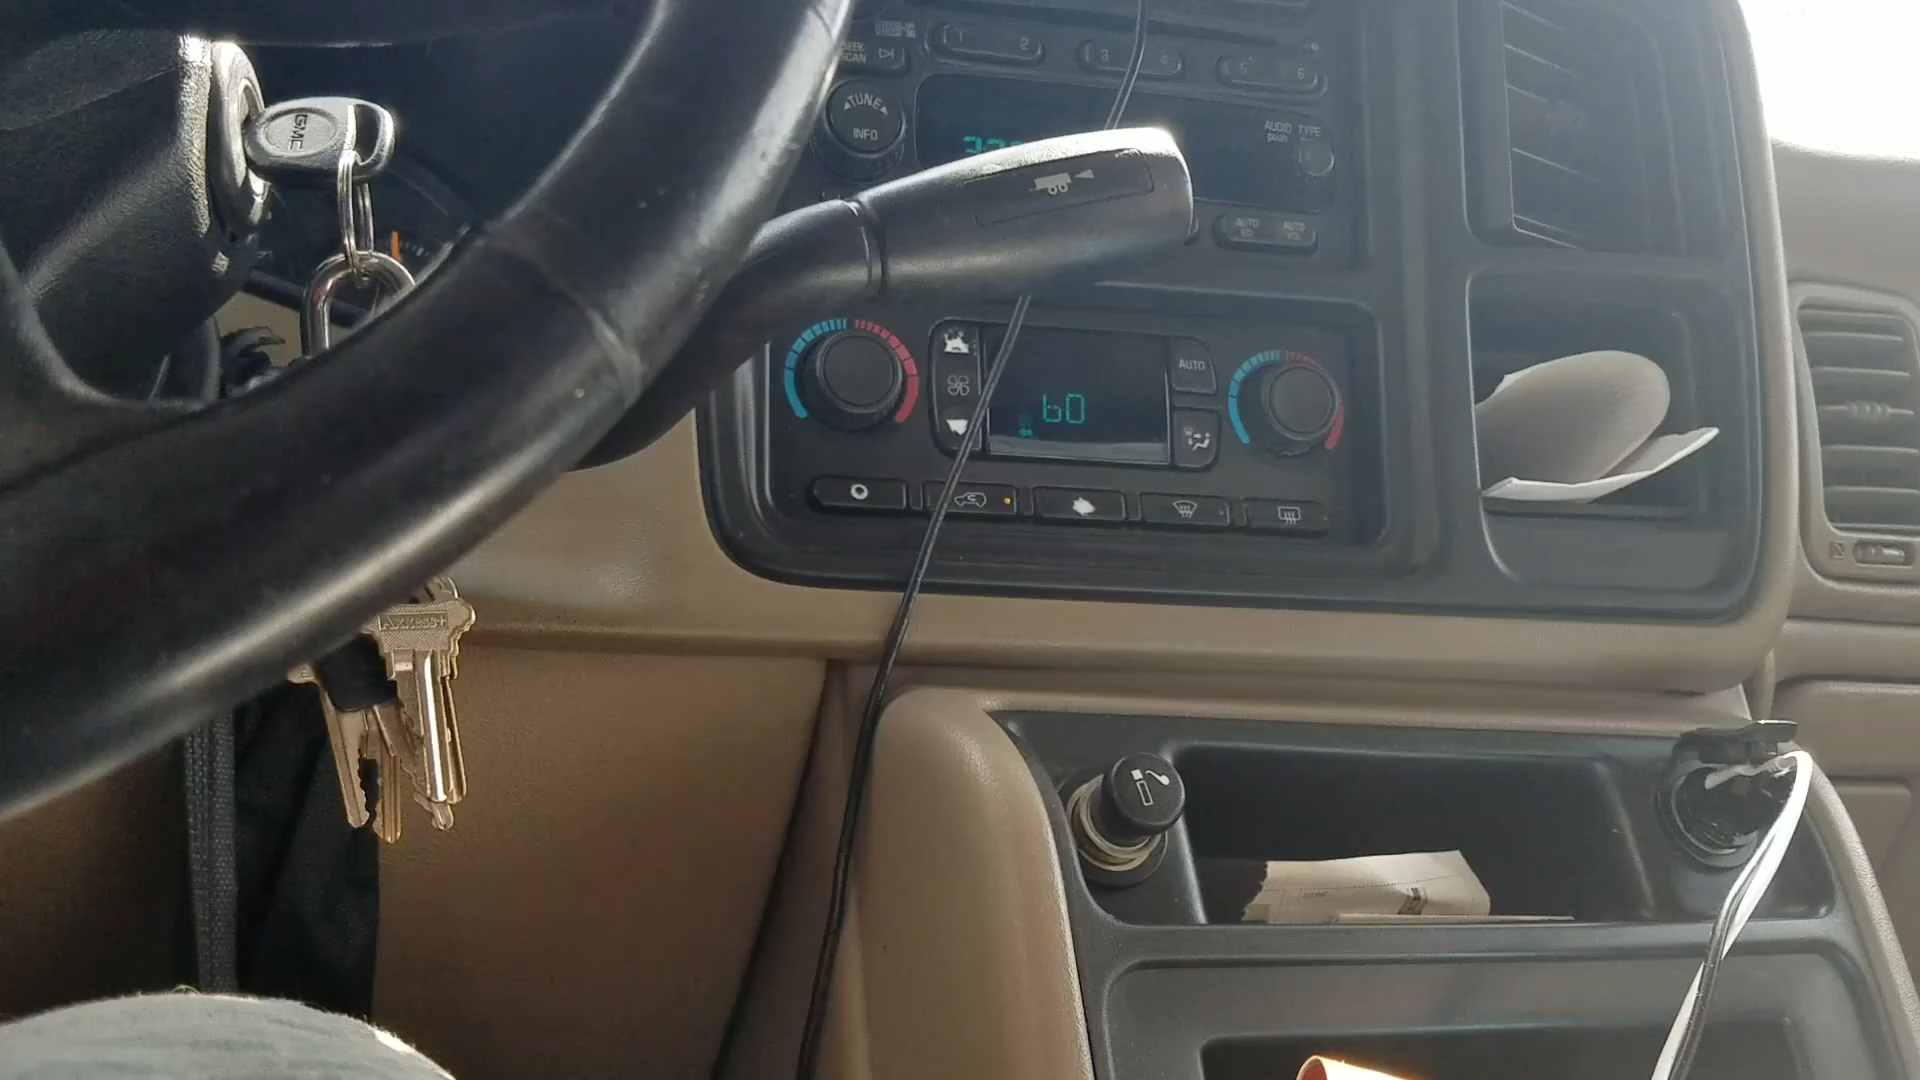 SEEK
SCAN
1 2
3 4
5 6
TUNE
INFO
AUDIO TYPE
push
AUTO
EQ
AUTO
VOL
GMC
AUTO
60
Axxess+